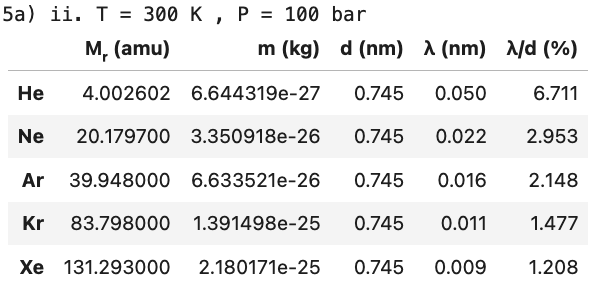 5a) ii. T = 300 K , P = 100 bar
Mr (amu) m (kg) d (nm) λ (nm) λ/d (%)
He 4.002602 6.644319e-27 0.745 0.050 6.711
Ne 20.179700 3.350918e-26 0.745 0.022 2.953
Ar 39.948000 6.633521e-26 0.745 0.016 2.148
Kr 83.798000 1.391498e-25 0.745 0.011 1.477
Xe 131.293000 2.180171e-25 0.745 0.009 1.208